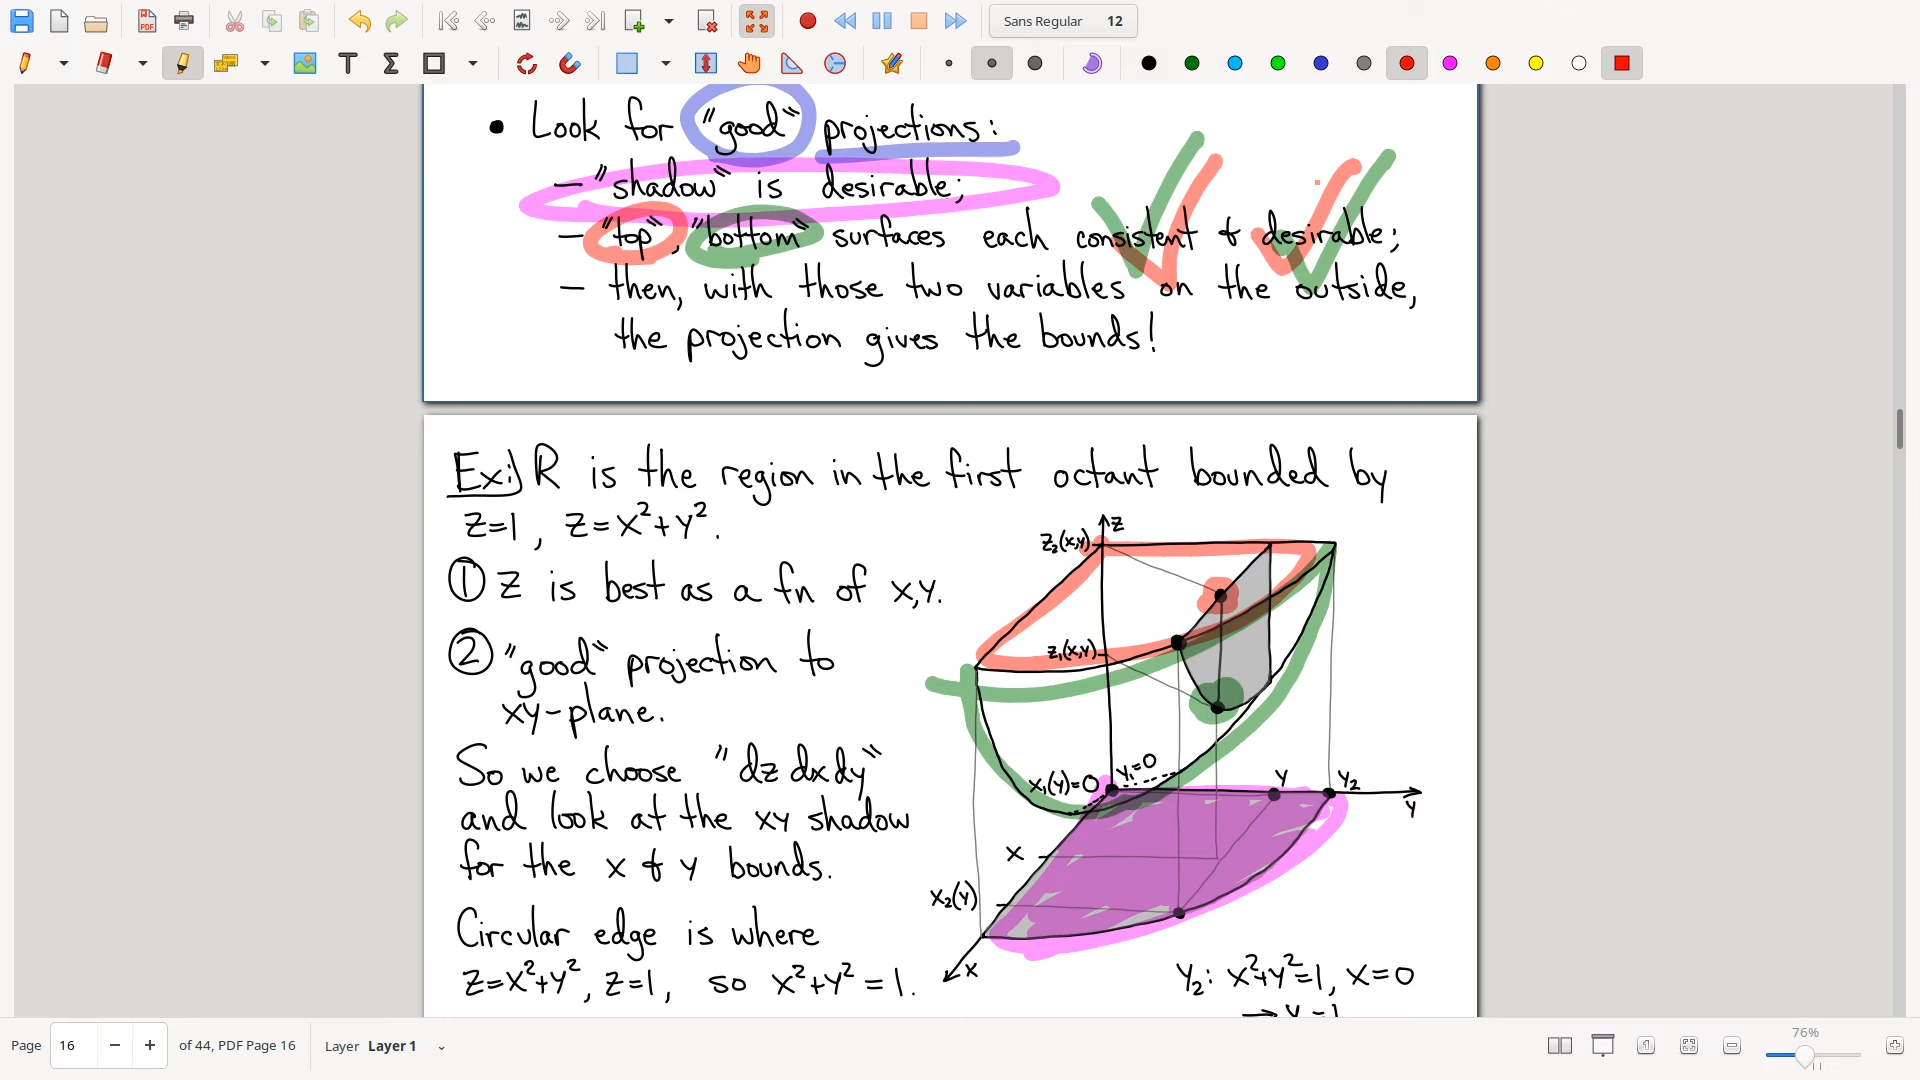 Sans Regular 12
• Look for "good" projections:
– "shadow" is desirable;
– "top", "bottom" surfaces each consistent & desirable;
– then, with those two variables on the outside,
the projection gives the bounds!
Ex:) R is the region in the first octant bounded by
z=1, z=x²+y².
① z is best as a fn of x,y.
② "good" projection to
xy-plane.
So we choose "dz dx dy"
and look at the xy shadow
for the x & y bounds.
Circular edge is where
z=x²+y², z=1, so x²+y²=1.
z
z₂(x,y)
z₁(x,y)
x₁(y)=0
y₁=0
y
y₂
y
x
x₂(y)
x
y₂: x²+y²=1, x=0
→ y=1
Page 16 of 44, PDF Page 16 Layer Layer 1
76%